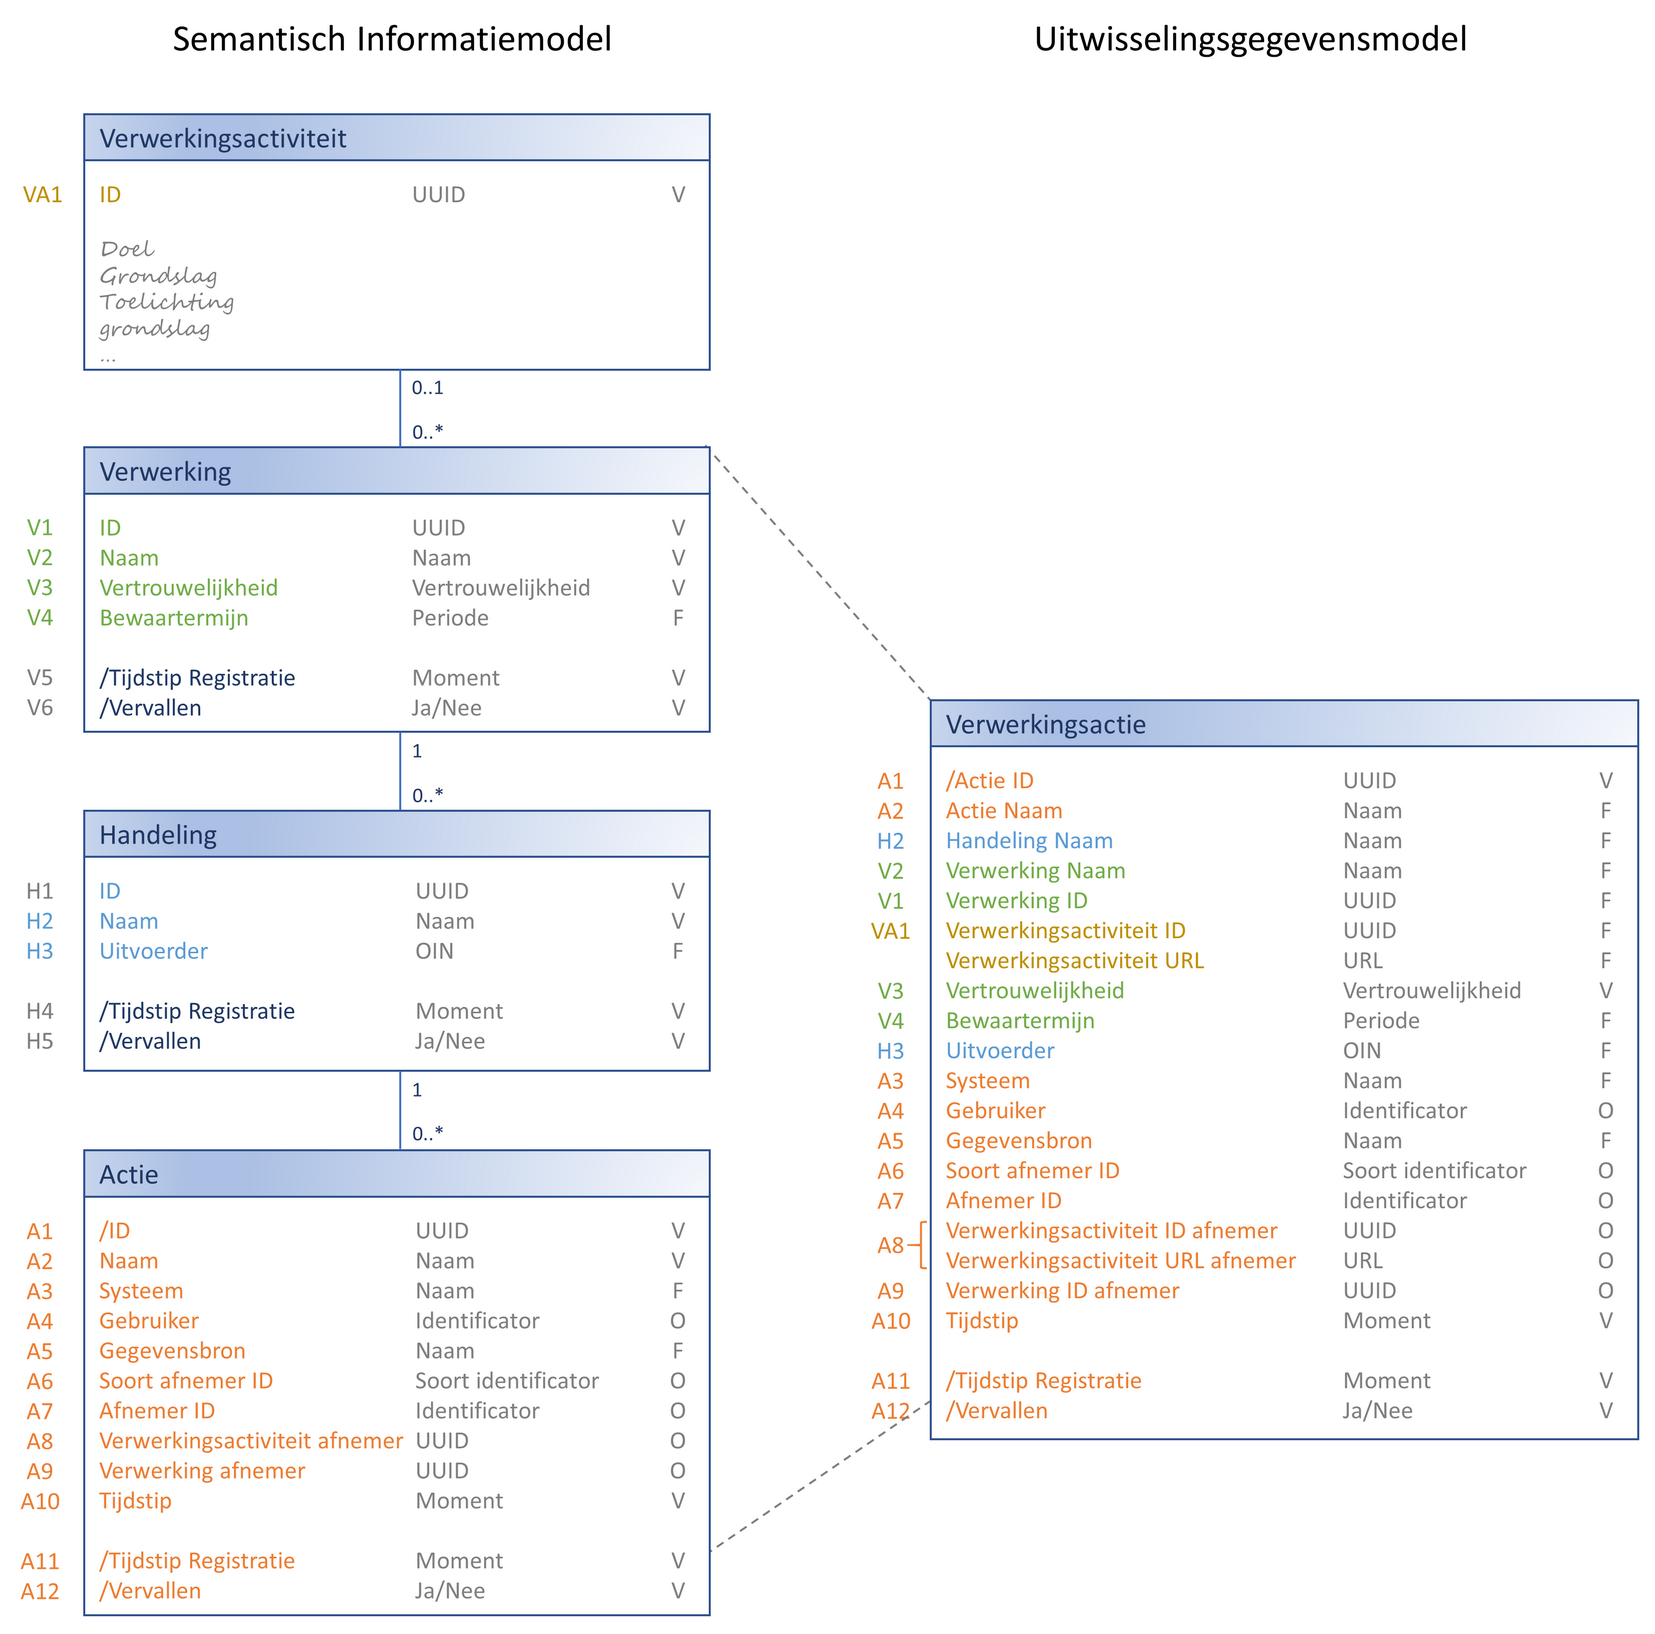 Semantisch Informatiemodel
Uitwisselingsgegevensmodel
Verwerkingsactiviteit
VA1 ID UUID V
Doel
Grondslag
Toelichting
grondslag
...
0..1
0..*
Verwerking
V1 ID UUID V
V2 Naam Naam V
V3 Vertrouwelijkheid Vertrouwelijkheid V
V4 Bewaartermijn Periode F
V5 /Tijdstip Registratie Moment V
V6 /Vervallen Ja/Nee V
1
0..*
Handeling
H1 ID UUID V
H2 Naam Naam V
H3 Uitvoerder OIN F
H4 /Tijdstip Registratie Moment V
H5 /Vervallen Ja/Nee V
1
0..*
Actie
A1 /ID UUID V
A2 Naam Naam V
A3 Systeem Naam F
A4 Gebruiker Identificator O
A5 Gegevensbron Naam F
A6 Soort afnemer ID Soort identificator O
A7 Afnemer ID Identificator O
A8 Verwerkingsactiviteit afnemer UUID O
A9 Verwerking afnemer UUID O
A10 Tijdstip Moment V
A11 /Tijdstip Registratie Moment V
A12 /Vervallen Ja/Nee V
Verwerkingsactie
A1 /Actie ID UUID V
A2 Actie Naam Naam F
H2 Handeling Naam Naam F
V2 Verwerking Naam Naam F
V1 Verwerking ID UUID F
VA1 Verwerkingsactiviteit ID UUID F
Verwerkingsactiviteit URL URL F
V3 Vertrouwelijkheid Vertrouwelijkheid V
V4 Bewaartermijn Periode F
H3 Uitvoerder OIN F
A3 Systeem Naam F
A4 Gebruiker Identificator O
A5 Gegevensbron Naam F
A6 Soort afnemer ID Soort identificator O
A7 Afnemer ID Identificator O
A8 Verwerkingsactiviteit ID afnemer UUID O
Verwerkingsactiviteit URL afnemer URL O
A9 Verwerking ID afnemer UUID O
A10 Tijdstip Moment V
A11 /Tijdstip Registratie Moment V
A12 /Vervallen Ja/Nee V